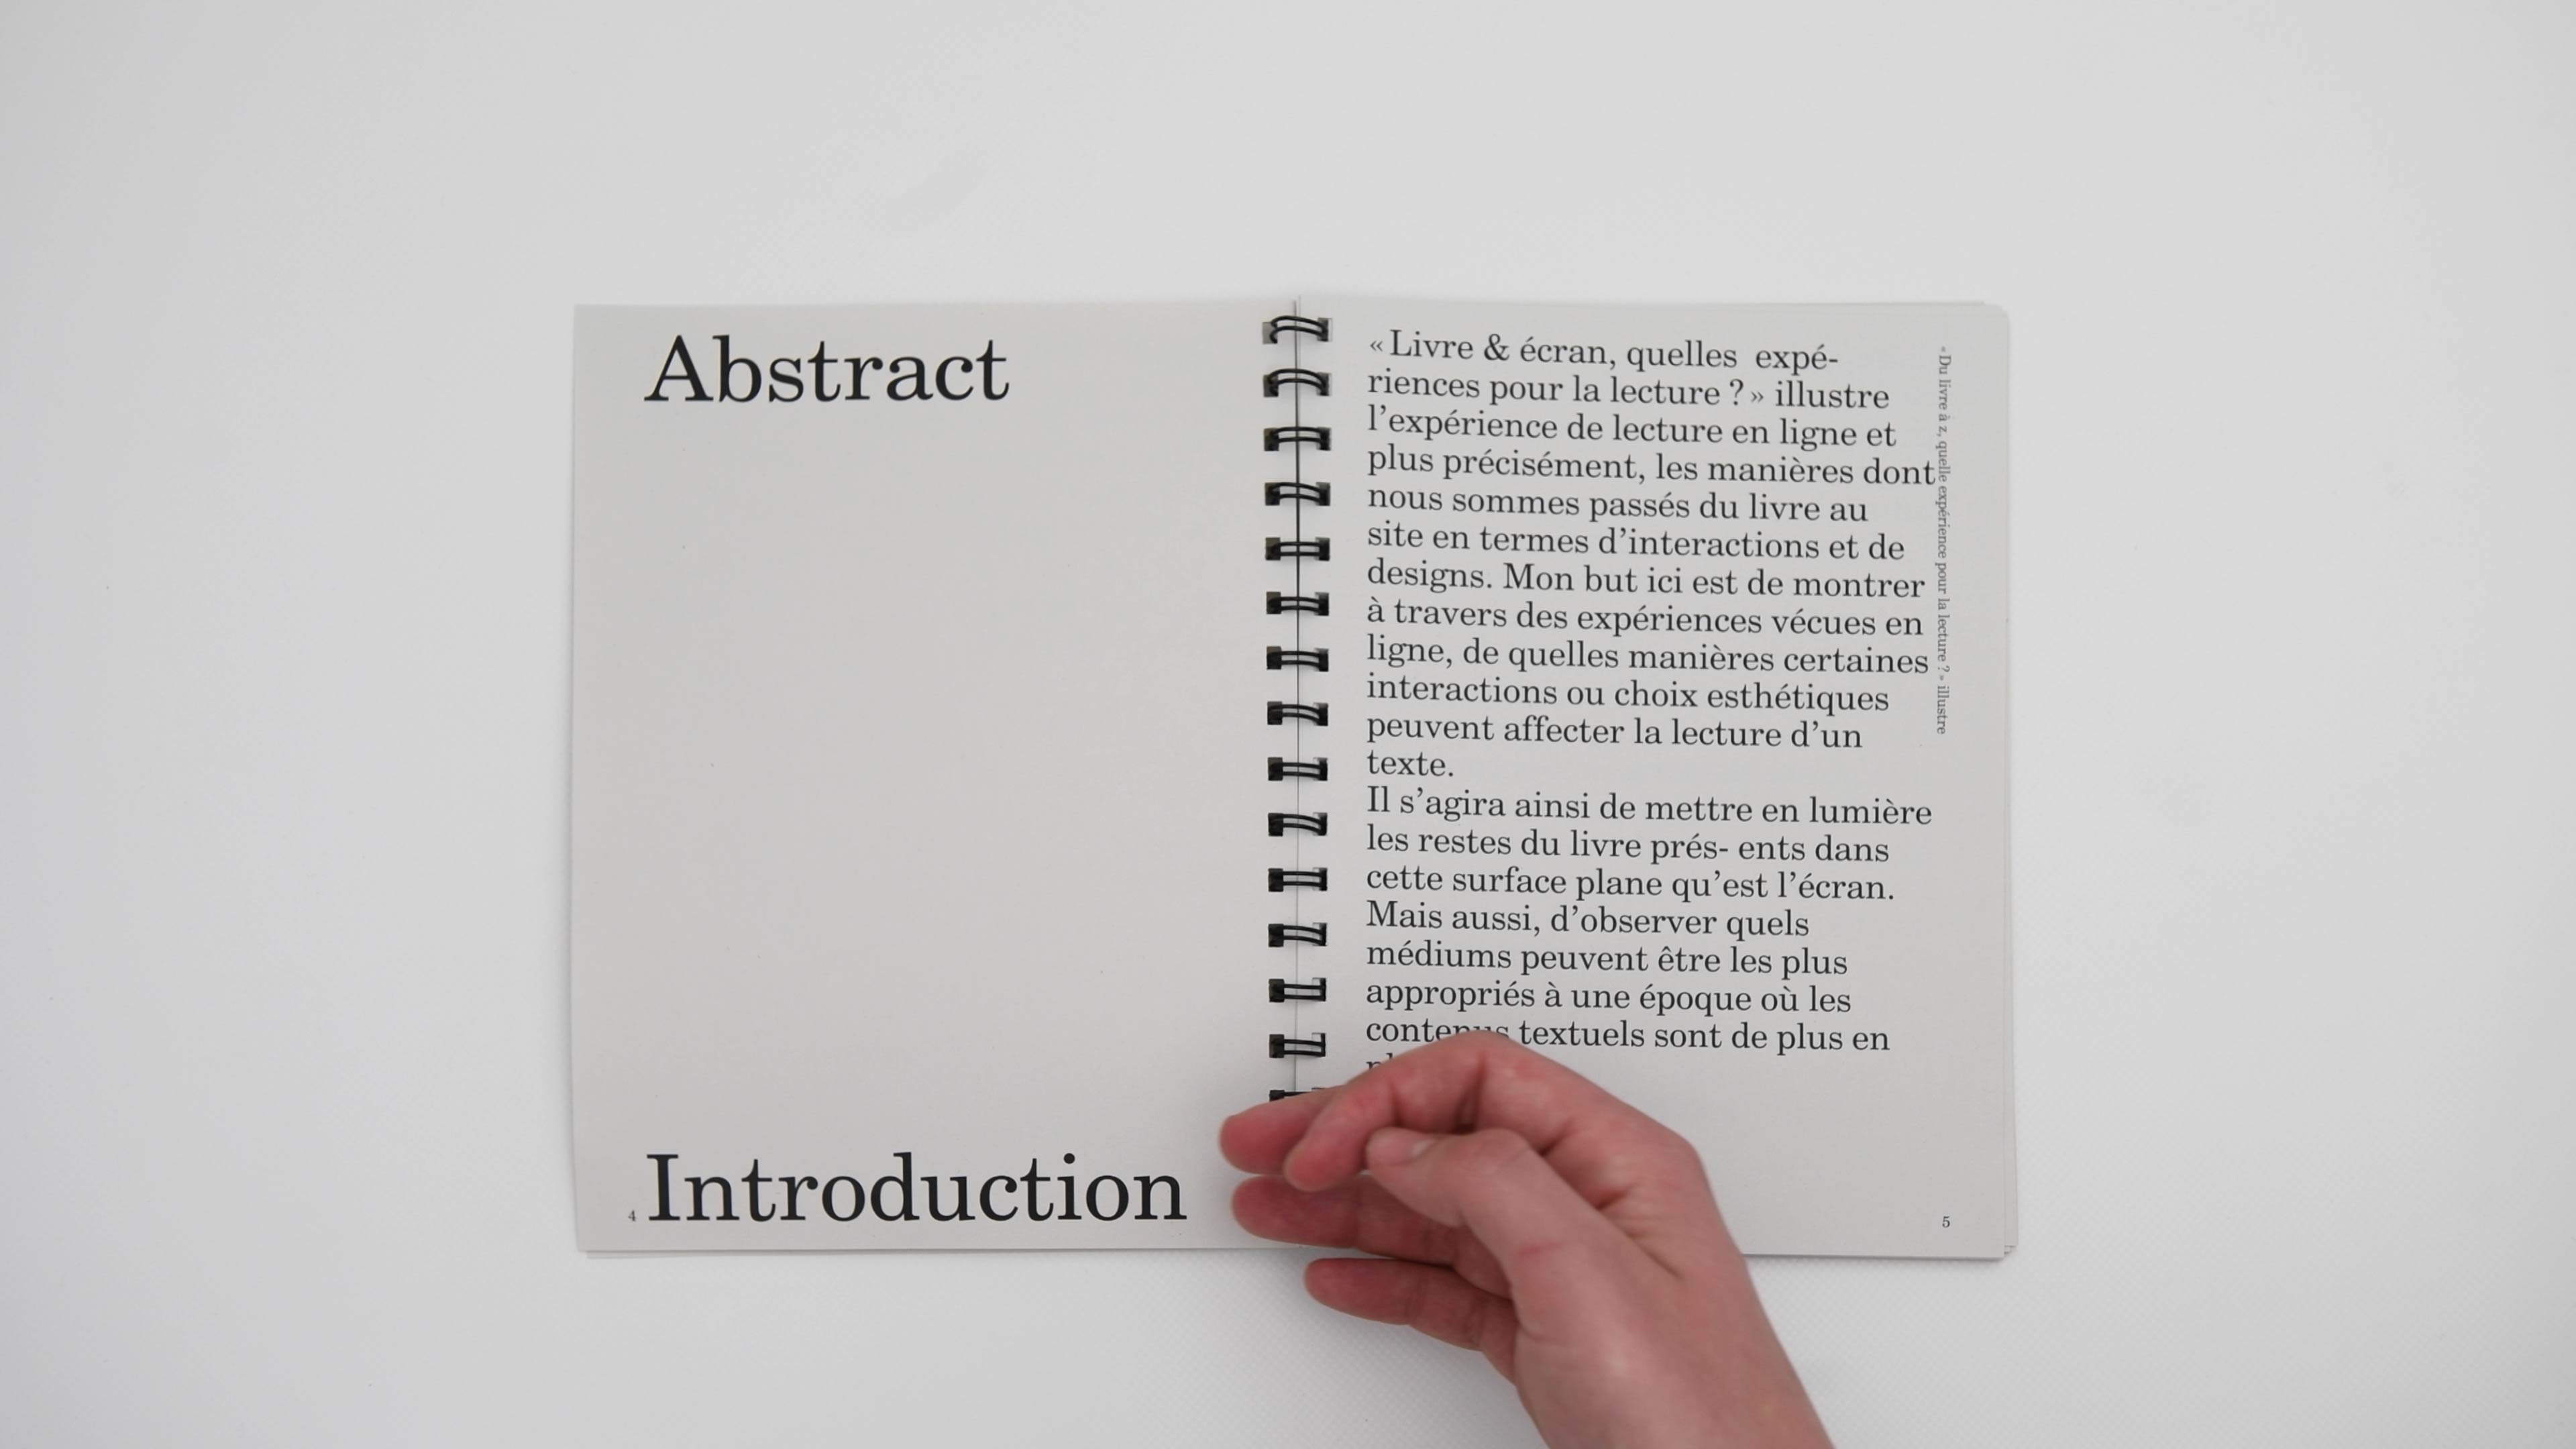 Abstract
Introduction
4
« Livre & écran, quelles  expé-
riences pour la lecture ? » illustre
l’expérience de lecture en ligne et
plus précisément, les manières dont
nous sommes passés du livre au
site en termes d’interactions et de
designs. Mon but ici est de montrer
à travers des expériences vécues en
ligne, de quelles manières certaines
interactions ou choix esthétiques
peuvent affecter la lecture d’un
texte.
Il s’agira ainsi de mettre en lumière
les restes du livre prés- ents dans
cette surface plane qu’est l’écran.
Mais aussi, d’observer quels
médiums peuvent être les plus
appropriés à une époque où les
contenus textuels sont de plus en
« Du livre à z, quelle expérience pour la lecture ? » illustre
5